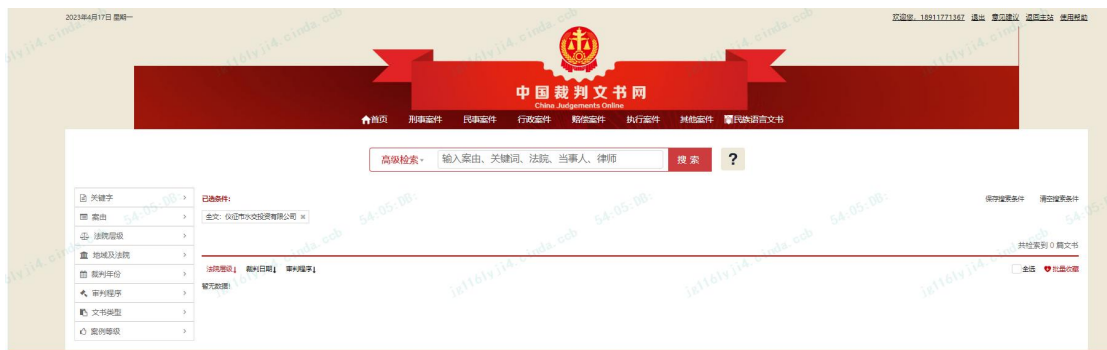 2023年4月17日 星期一
欢迎您，18911771367 退出 意见建议 返回主站 使用帮助
中国裁判文书网
China Judgements Online
首页 刑事案件 民事案件 行政案件 赔偿案件 执行案件 其他案件 民族语言文书
高级检索 输入案由、关键词、法院、当事人、律师 搜索 ?
关键字
案由
法院层级
地域及法院
裁判年份
审判程序
文书类型
案例等级
已选条件：
保存搜索条件 清空搜索条件
全文：仪征市水交投资有限公司 ×
共检索到 0 篇文书
法院层级↓ 裁判日期↓ 审判程序↓
全选 批量收藏
暂无数据!